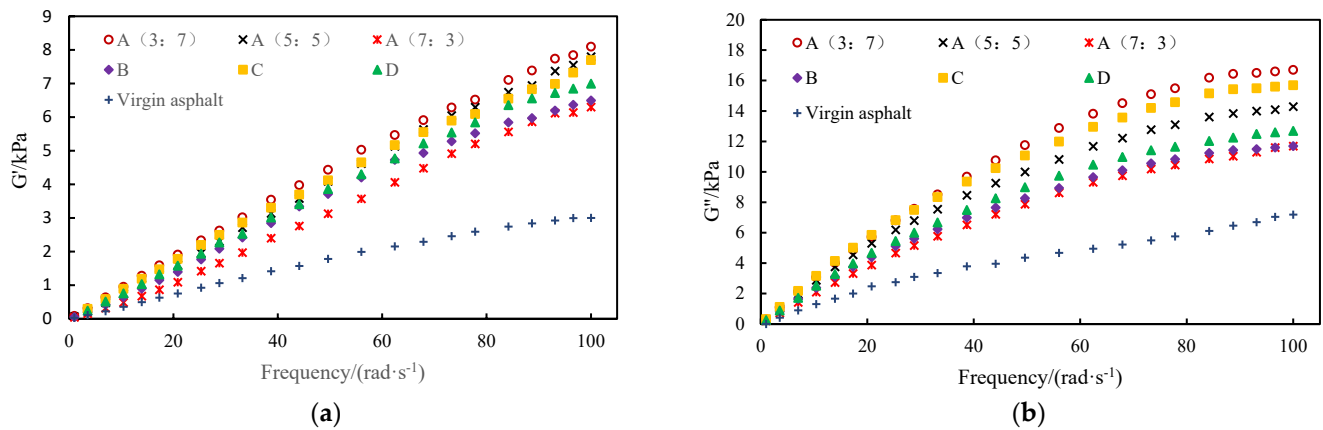 9
8
7
6
5
4
3
2
1
0
G'/kPa
A（3：7） A（5：5） A（7：3）
B C D
Virgin asphalt
0 20 40 60 80 100
Frequency/(rad·s-1)
(a)
20
18
16
14
12
10
8
6
4
2
0
G"/kPa
A（3：7） A（5：5） A（7：3）
B C D
Virgin asphalt
0 20 40 60 80 100
Frequency/(rad·s-1)
(b)